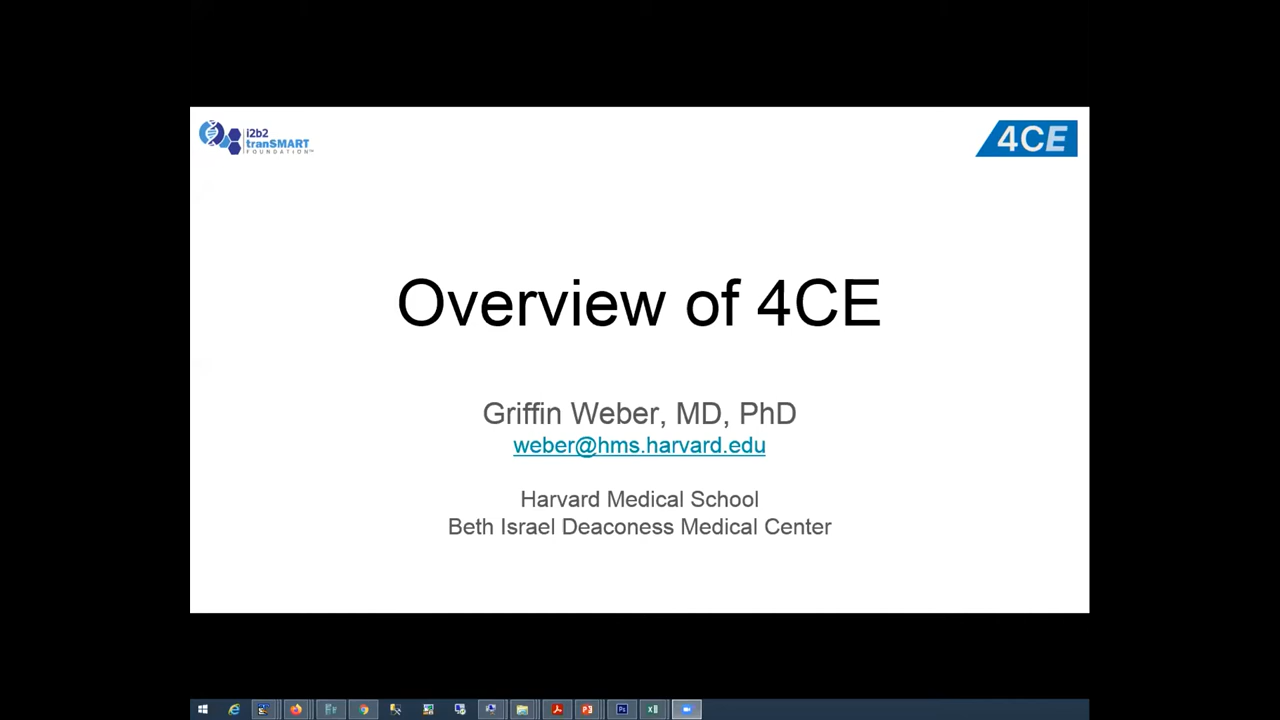 i2b2
tranSMART
FOUNDATION™
4CE
Overview of 4CE
Griffin Weber, MD, PhD
weber@hms.harvard.edu
Harvard Medical School
Beth Israel Deaconess Medical Center